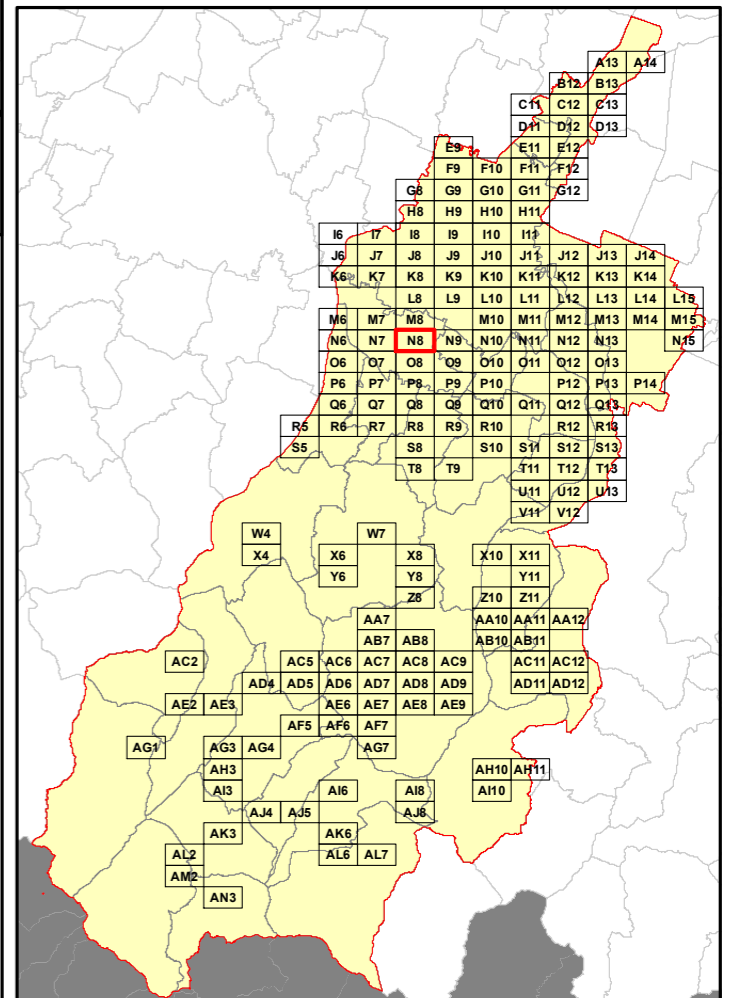 A13 A14
B12 B13
C11 C12 C13
D11 D12 D13
E9 E11 E12
F9 F10 F11 F12
G8 G9 G10 G11 G12
H8 H9 H10 H11
I6 I7 I8 I9 I10 I11
J6 J7 J8 J9 J10 J11 J12 J13 J14
K6 K7 K8 K9 K10 K11 K12 K13 K14
L8 L9 L10 L11 L12 L13 L14 L15
M6 M7 M8 M10 M11 M12 M13 M14 M15
N6 N7 N8 N9 N10 N11 N12 N13 N15
O6 O7 O8 O9 O10 O11 O12 O13
P6 P7 P8 P9 P10 P12 P13 P14
Q6 Q7 Q8 Q9 Q10 Q11 Q12 Q13
R5 R6 R7 R8 R9 R10 R12 R13
S5 S8 S10 S11 S12 S13
T8 T9 T11 T12 T13
U11 U12 U13
V11 V12
W4 W7
X4 X6 X8 X10 X11
Y6 Y8 Y11
Z8 Z10 Z11
AA7 AA10 AA11 AA12
AB7 AB8 AB10 AB11
AC2 AC5 AC6 AC7 AC8 AC9 AC11 AC12
AD4 AD5 AD6 AD7 AD8 AD9 AD11 AD12
AE2 AE3 AE6 AE7 AE8 AE9
AF5 AF6 AF7
AG1 AG3 AG4 AG7
AH3 AH10 AH11
AI3 AI6 AI8 AI10
AJ4 AJ5 AJ8
AK3 AK6
AL2 AL6 AL7
AM2
AN3